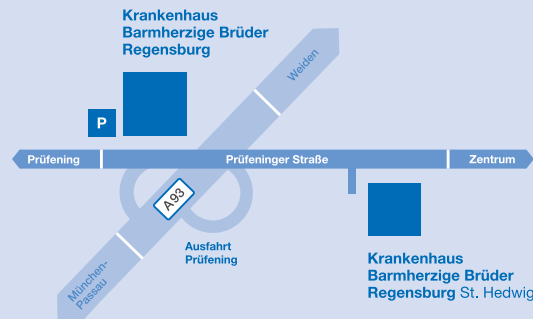 Krankenhaus
Barmherzige Brüder
Regensburg
Weiden
P
Prüfening
Prüfeninger Straße
Zentrum
A93
Ausfahrt
Prüfening
München-
Passau
Krankenhaus
Barmherzige Brüder
Regensburg St. Hedwig